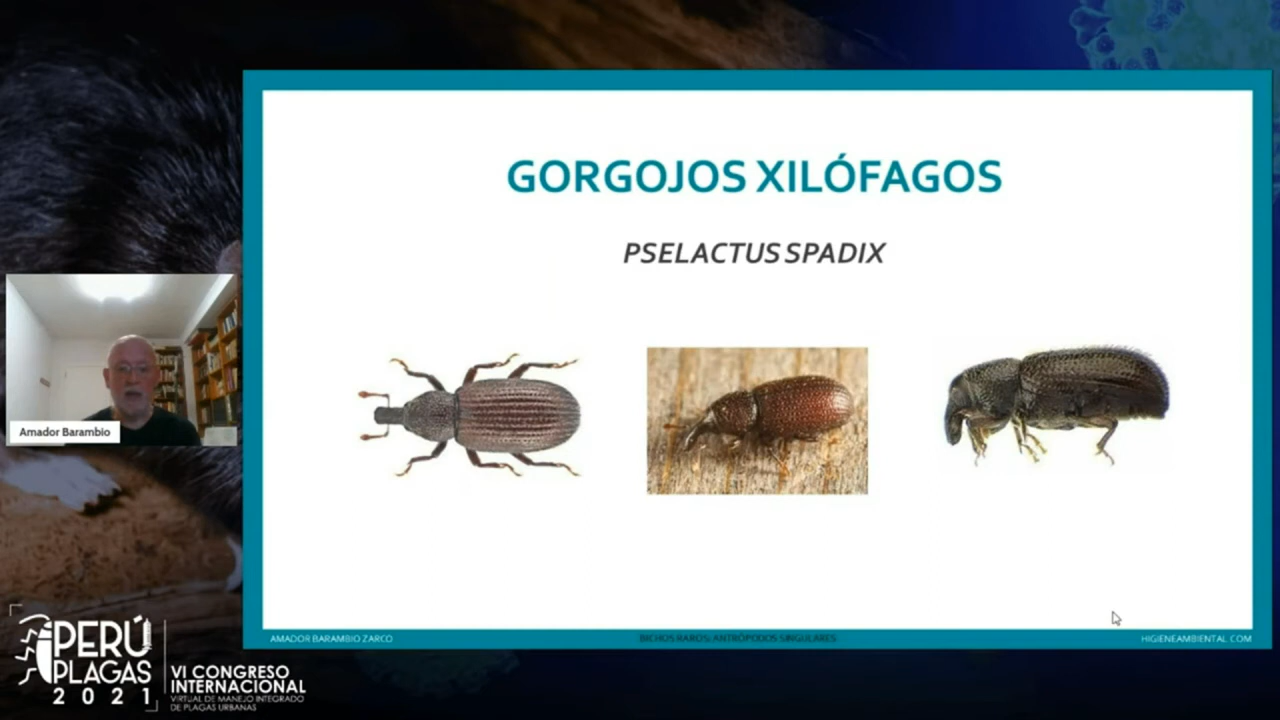 GORGOJOS XILÓFAGOS
PSELACTUS SPADIX
Amador Barambio
AMADOR BARAMBIO ZARCO
BICHOS RAROS: ANTRÓPODOS SINGULARES
HIGIENEAMBIENTAL.COM
PERÚ
PLAGAS
2021
VI CONGRESO
INTERNACIONAL
VIRTUAL DE MANEJO INTEGRADO
DE PLAGAS URBANAS